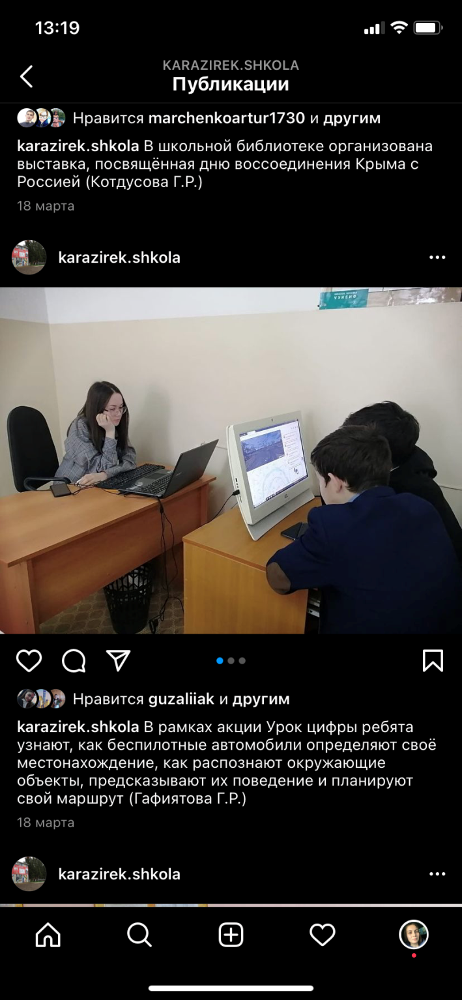 13:19
KARAZIREK.SHKOLA
Публикации
Нравится marchenkoartur1730 и другим
karazirek.shkola В школьной библиотеке организована
выставка, посвящённая дню воссоединения Крыма с
Россией (Котдусова Г.Р.)
18 марта
karazirek.shkola
Нравится guzaliiak и другим
karazirek.shkola В рамках акции Урок цифры ребята
узнают, как беспилотные автомобили определяют своё
местонахождение, как распознают окружающие
объекты, предсказывают их поведение и планируют
свой маршрут (Гафиятова Г.Р.)
18 марта
karazirek.shkola